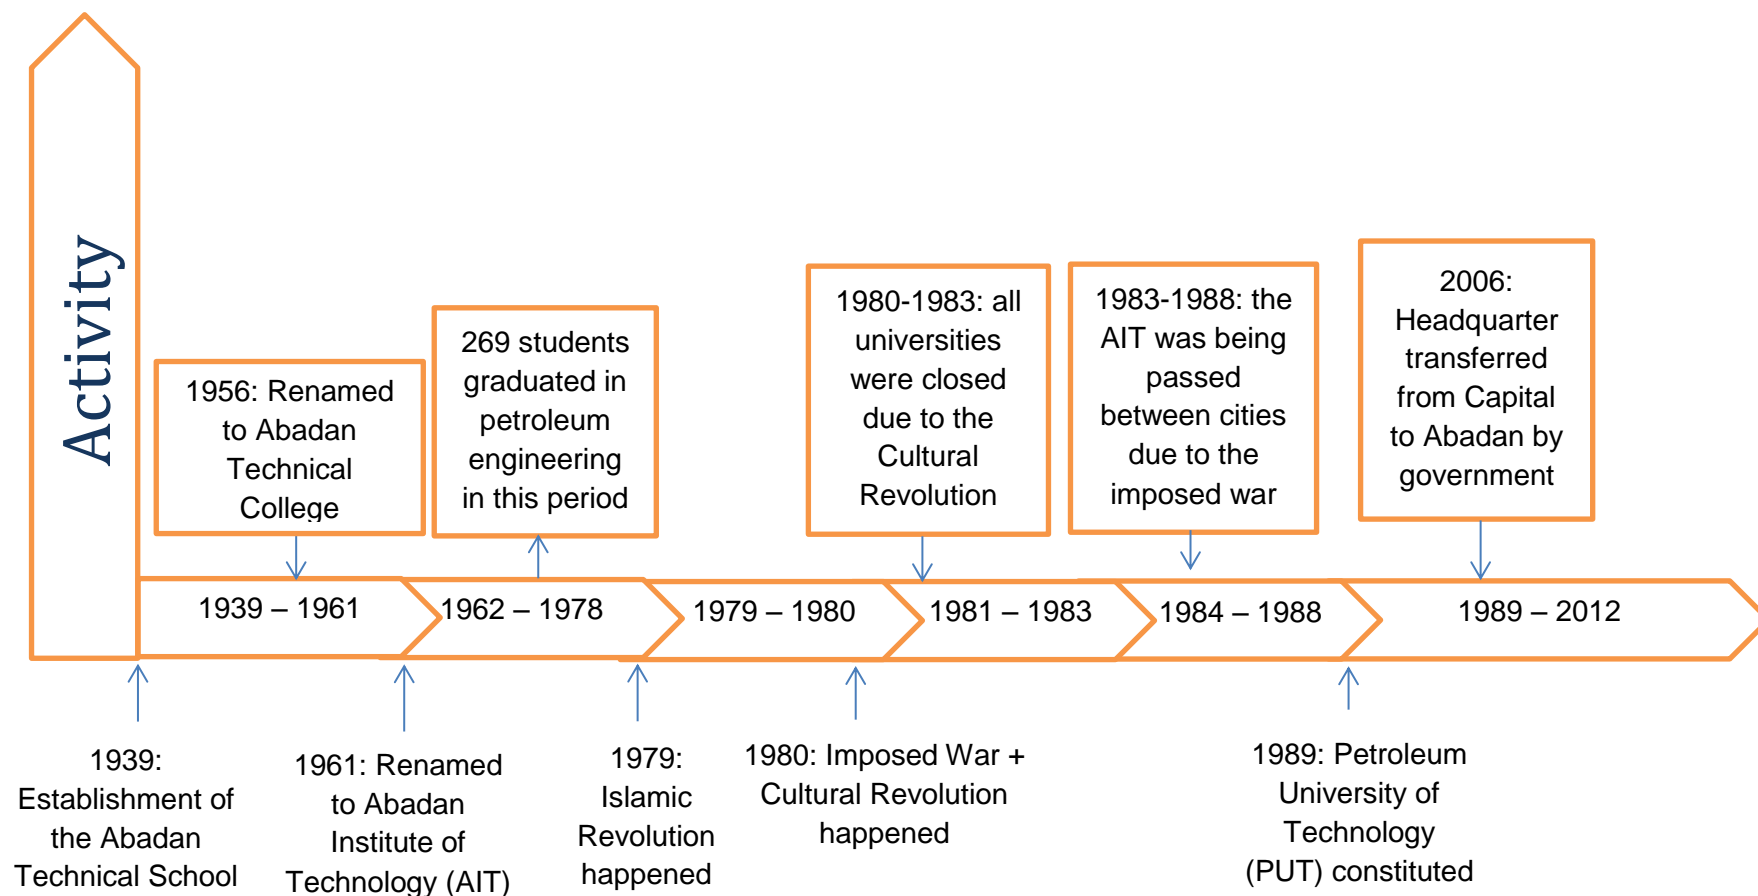 Activity
1956: Renamed
to Abadan
Technical
College
269 students
graduated in
petroleum
engineering
in this period
1980-1983: all
universities
were closed
due to the
Cultural
Revolution
1983-1988: the
AIT was being
passed
between cities
due to the
imposed war
2006:
Headquarter
transferred
from Capital
to Abadan by
government
1939 – 1961
1962 – 1978
1979 – 1980
1981 – 1983
1984 – 1988
1989 – 2012
1939:
Establishment of
the Abadan
Technical School
1961: Renamed
to Abadan
Institute of
Technology (AIT)
1979:
Islamic
Revolution
happened
1980: Imposed War +
Cultural Revolution
happened
1989: Petroleum
University of
Technology
(PUT) constituted